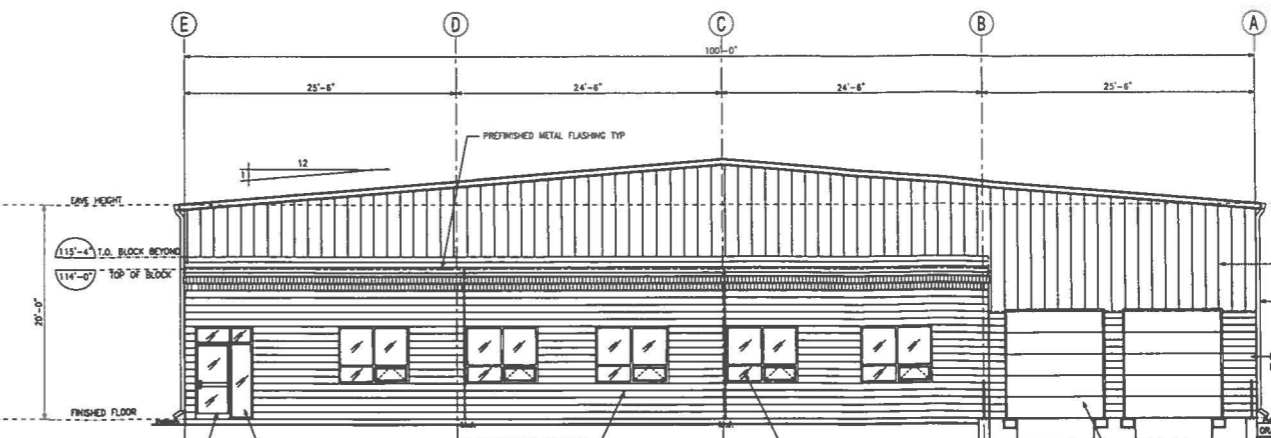 E D C B A
100'-0"
25'-6" 24'-6" 24'-6" 25'-6"
PREFINISHED METAL FLASHING TYP
12
1
EAVE HEIGHT
115'-4" T.O. BLOCK BEYOND
114'-0" TOP OF BLOCK
20'-0"
FINISHED FLOOR